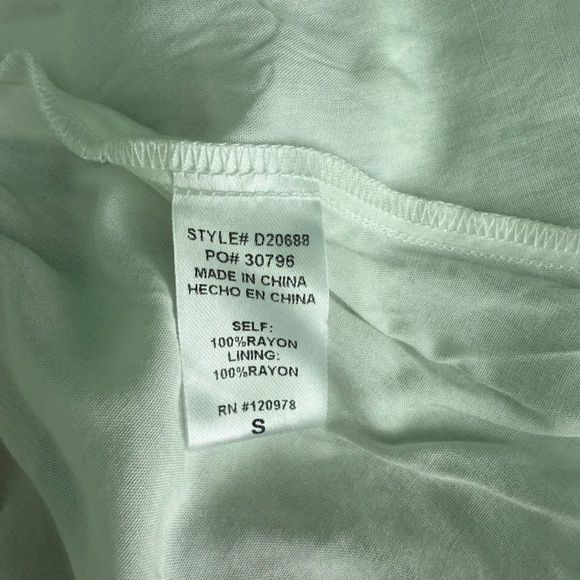 STYLE# D20688
PO# 30796
MADE IN CHINA
HECHO EN CHINA
SELF:
100%RAYON
LINING:
100%RAYON
RN #120978
S